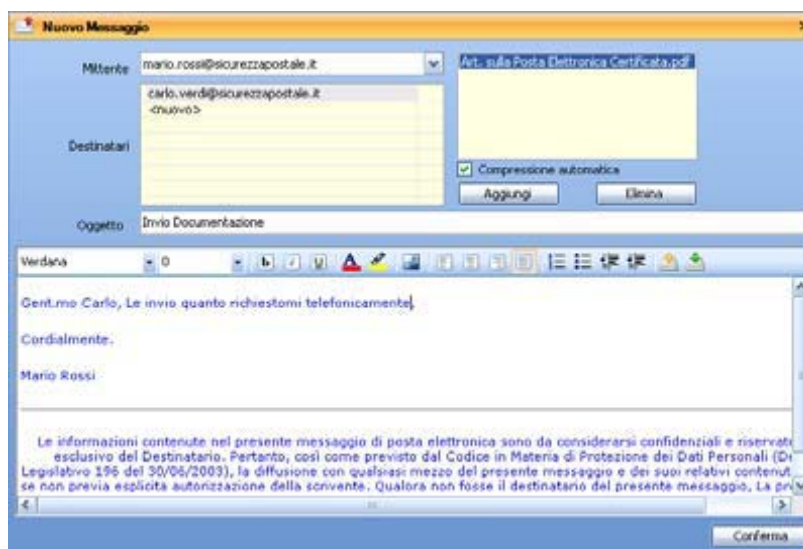 Nuovo Messaggio
Mittente
mario.rossi@sicurezzapostale.it
Art. sulla Posta Elettronica Certificata.pdf
carlo.verdi@sicurezzapostale.it
<nuovo>
Destinatari
Compressione automatica
Aggiungi
Elimina
Oggetto
Invio Documentazione
Verdana
0
b i U A
Gent.mo Carlo, Le invio quanto richiestomi telefonicamente.
Cordialmente.
Mario Rossi
Le informazioni contenute nel presente messaggio di posta elettronica sono da considerarsi confidenziali e riservat
esclusivo del Destinatario. Pertanto, così come previsto dal Codice in Materia di Protezione dei Dati Personali (De
Legislativo 196 del 30/06/2003), la diffusione con qualsiasi mezzo del presente messaggio e dei suoi relativi contenut
se non previa esplicita autorizzazione della scrivente. Qualora non fosse il destinatario del presente messaggio, La pre
Conferma